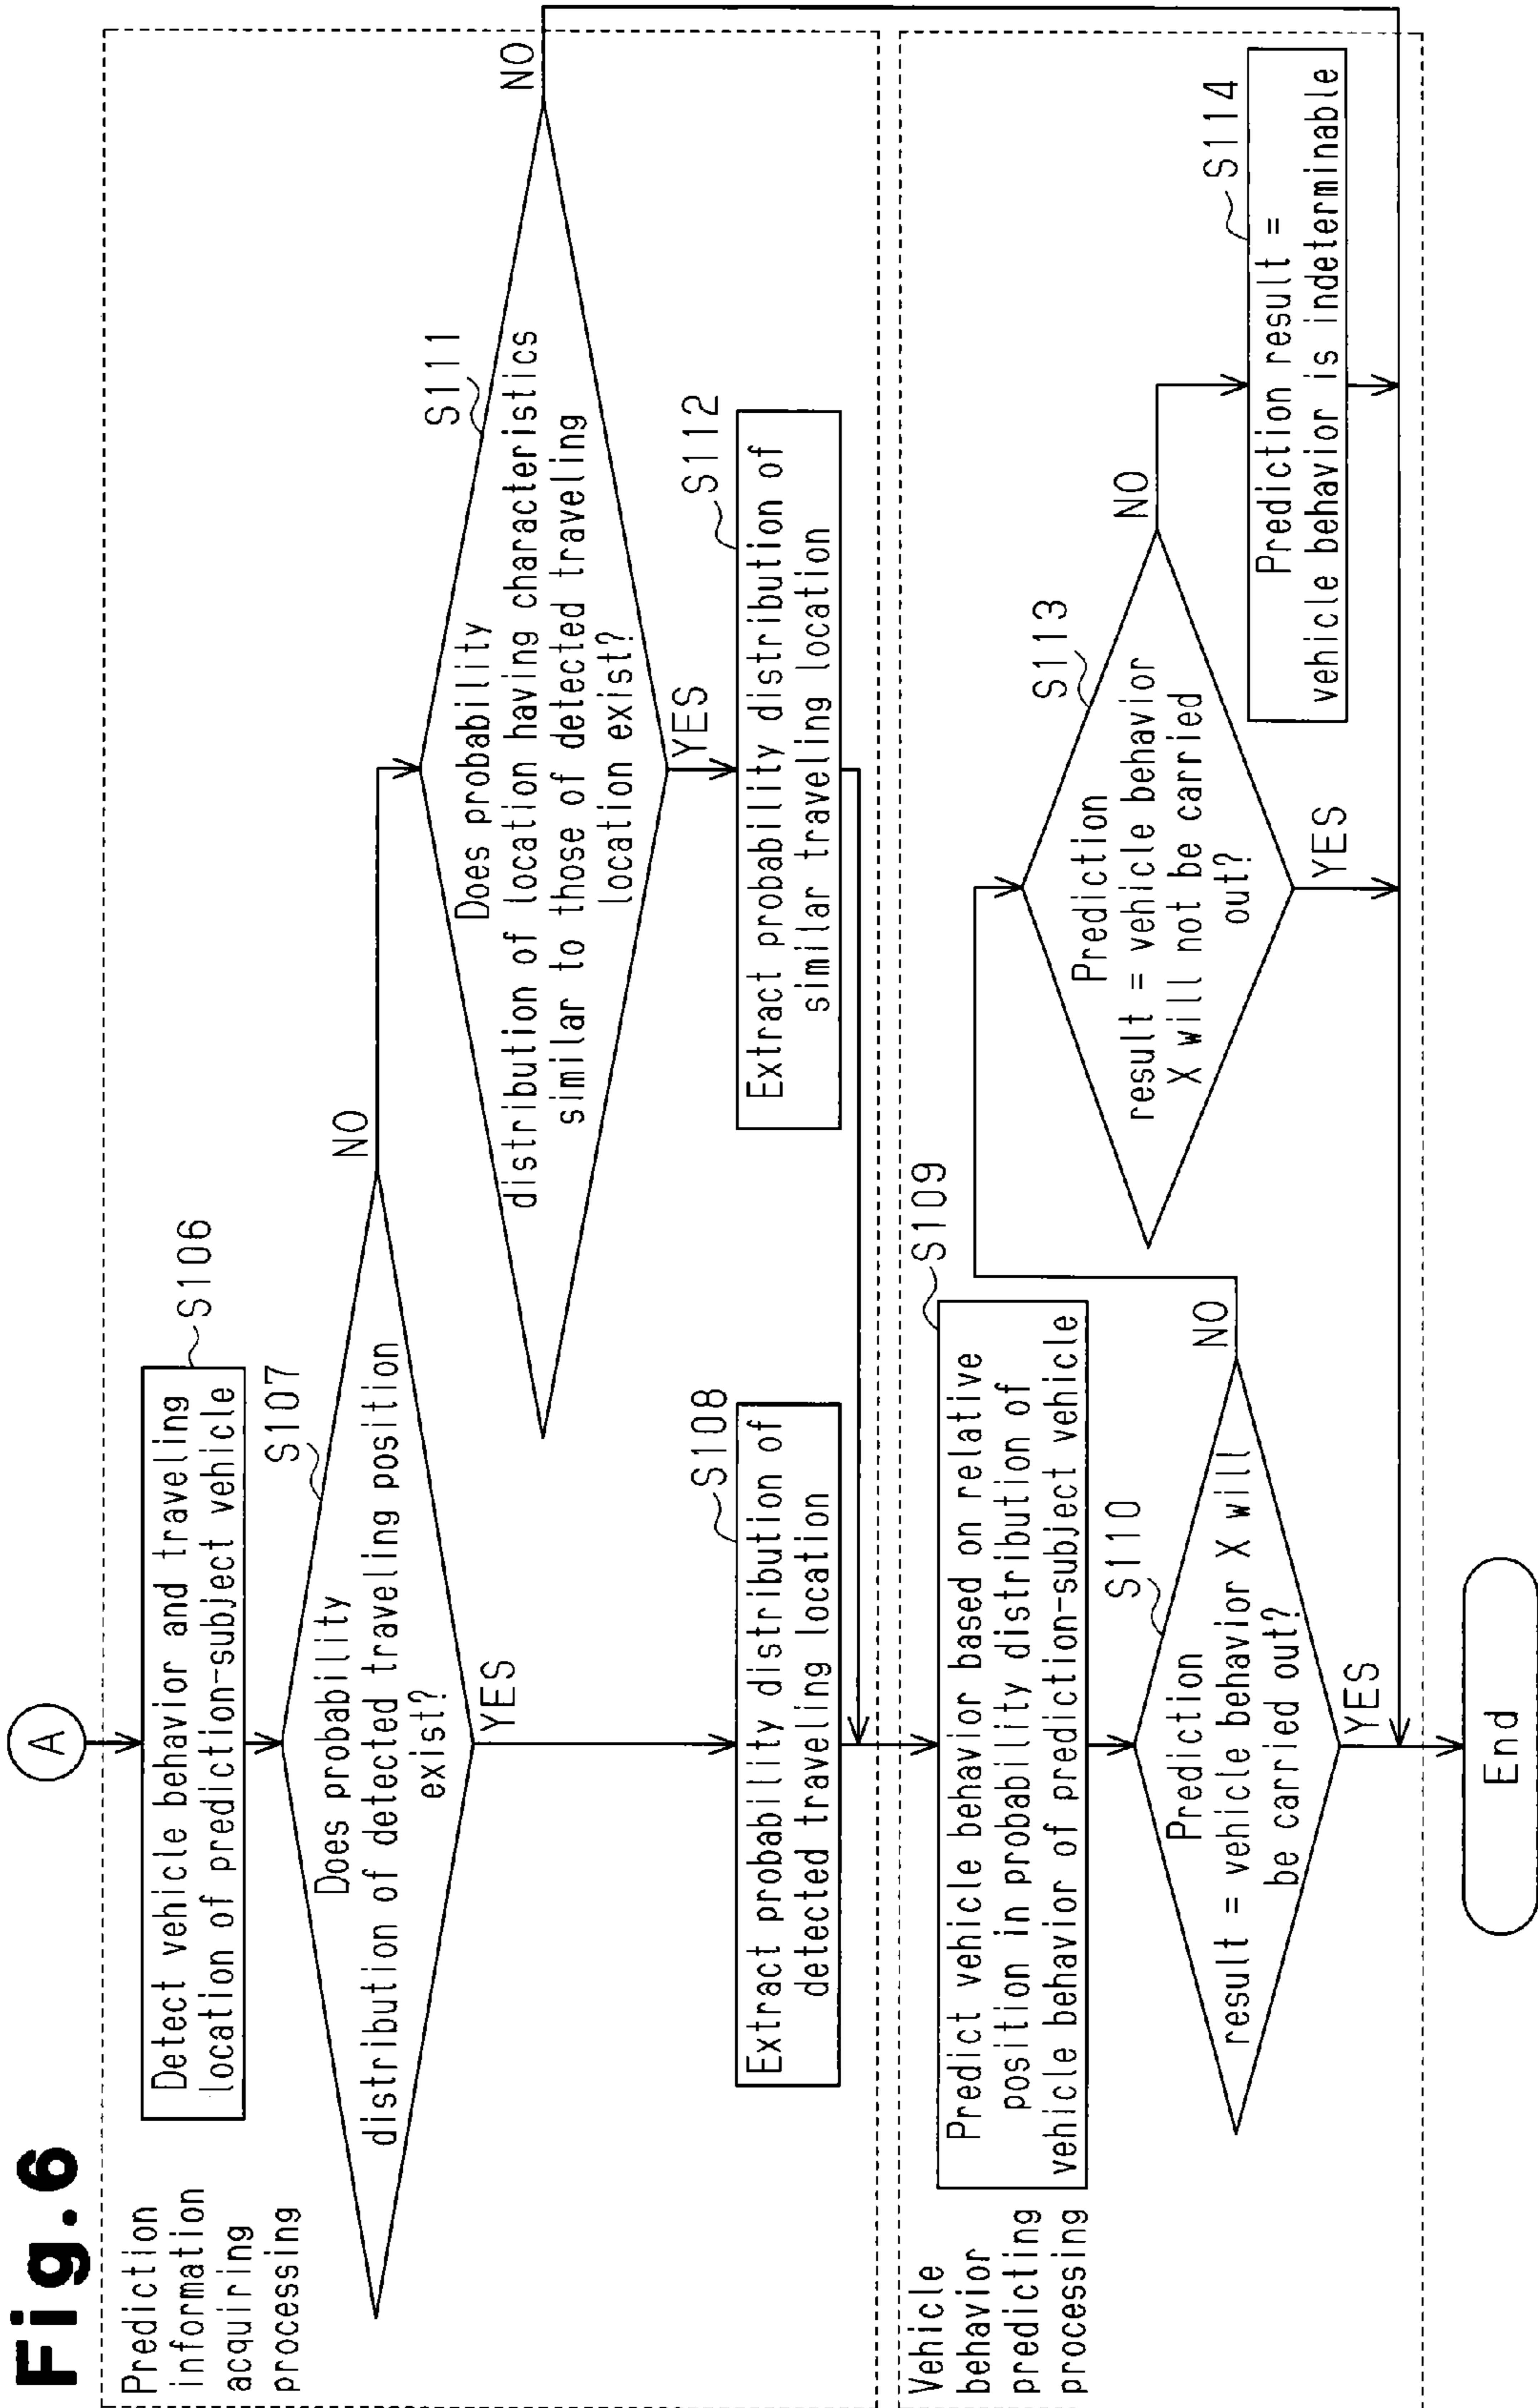 Fig.6
A
Prediction
information
acquiring
processing
Detect vehicle behavior and traveling
location of prediction-subject vehicle
S106
Does probability
distribution of detected traveling position
exist?
S107
NO
YES
Does probability
distribution of location having characteristics
similar to those of detected traveling
location exist?
S111
NO
YES
Extract probability distribution of
detected traveling location
S108
Extract probability distribution of
similar traveling location
S112
Vehicle
behavior
predicting
processing
Predict vehicle behavior based on relative
position in probability distribution of
vehicle behavior of prediction-subject vehicle
S109
Prediction
result = vehicle behavior X will
be carried out?
S110
NO
YES
Prediction
result = vehicle behavior
X will not be carried
out?
S113
NO
YES
Prediction result =
vehicle behavior is indeterminable
S114
End